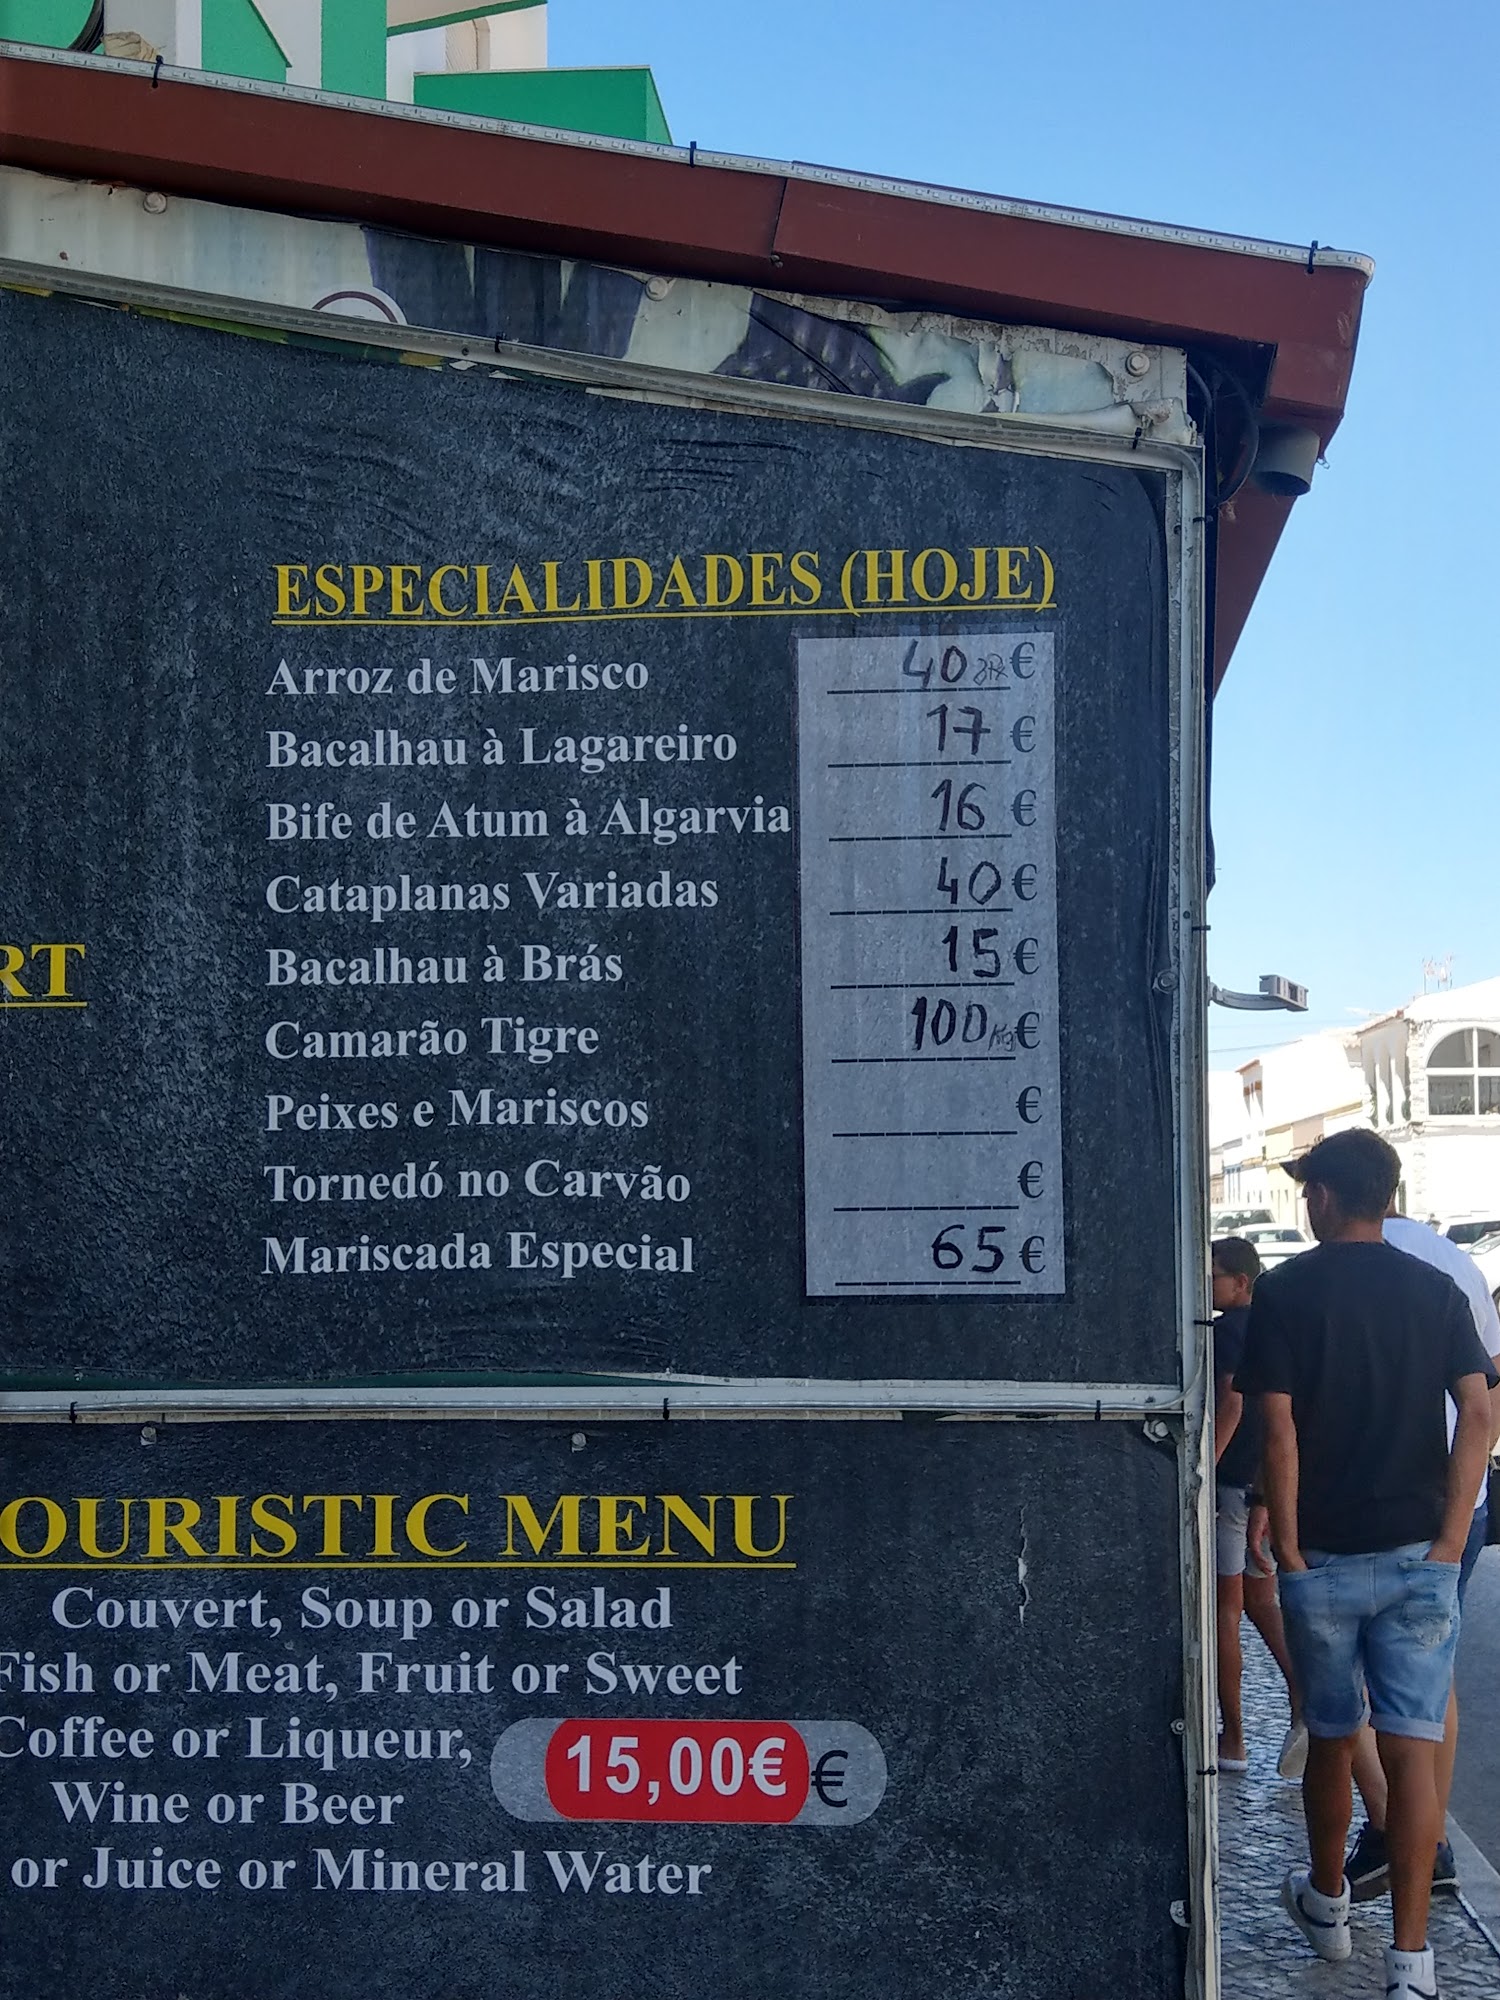 ESPECIALIDADES (HOJE)
Arroz de Marisco 40 2Px €
Bacalhau à Lagareiro 17 €
Bife de Atum à Algarvia 16 €
Cataplanas Variadas 40 €
Bacalhau à Brás 15 €
Camarão Tigre 100 Kg €
Peixes e Mariscos €
Tornedó no Carvão €
Mariscada Especial 65 €
RT
OURISTIC MENU
Couvert, Soup or Salad
Fish or Meat, Fruit or Sweet
Coffee or Liqueur,
15,00€ €
Wine or Beer
or Juice or Mineral Water